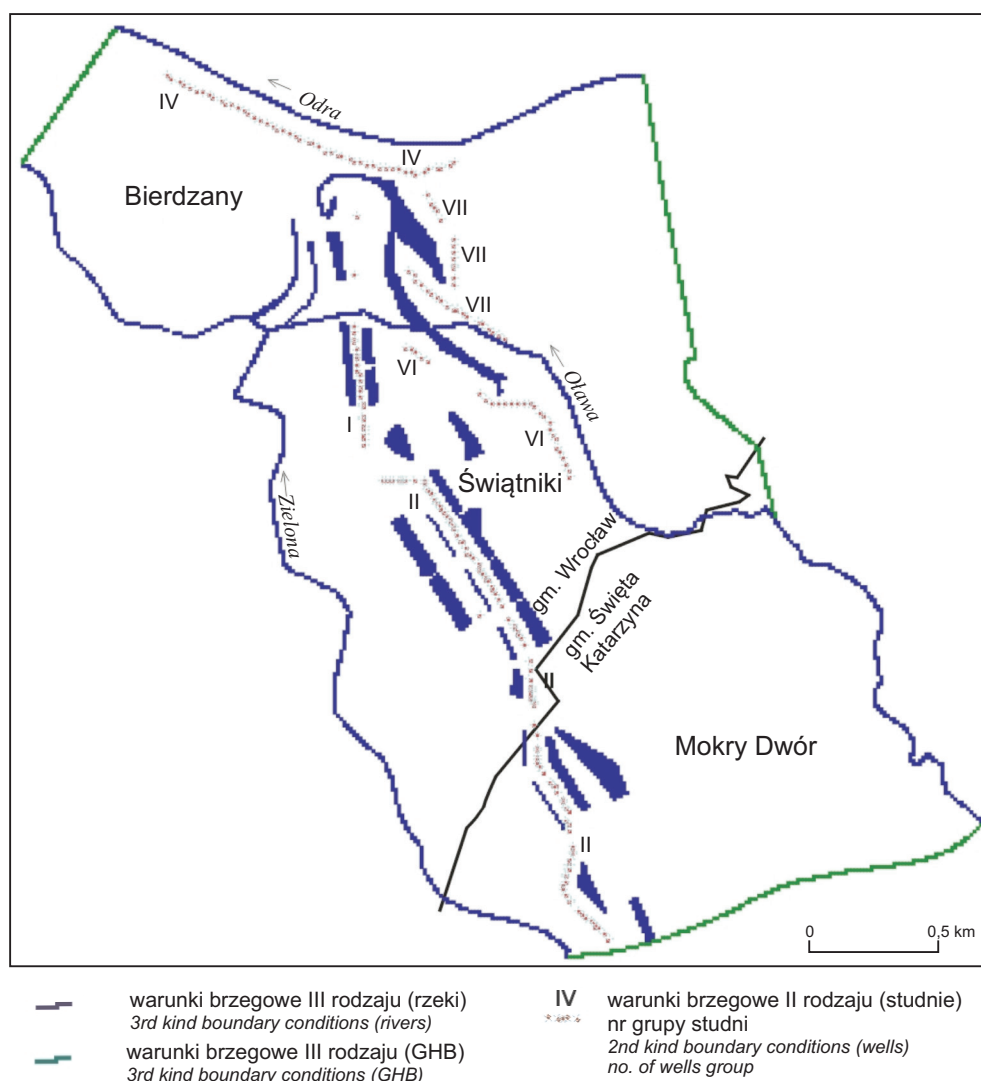 Odra
IV
IV
Bierdzany
VII
VII
VII
VI
Oława
I
VI
Świątniki
II
Zielona
gm. Wrocław
gm. Święta
Katarzyna
II
Mokry Dwór
II
0
0,5 km
warunki brzegowe III rodzaju (rzeki)
3rd kind boundary conditions (rivers)
warunki brzegowe III rodzaju (GHB)
3rd kind boundary conditions (GHB)
IV
warunki brzegowe II rodzaju (studnie)
nr grupy studni
2nd kind boundary conditions (wells)
no. of wells group